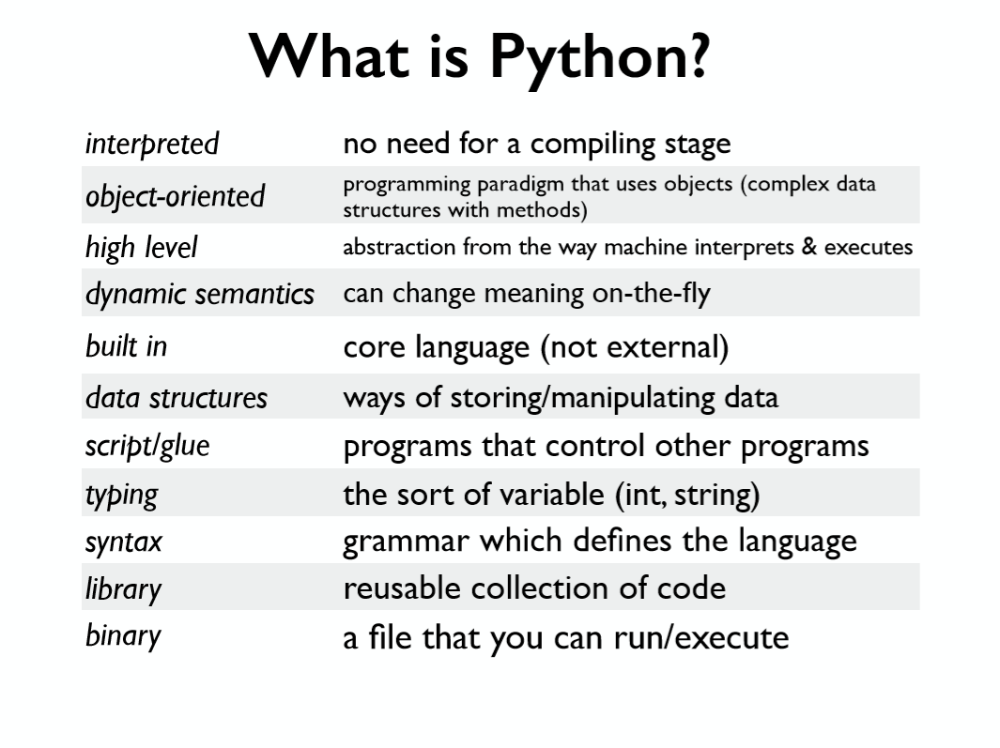 What is Python?
interpreted no need for a compiling stage
object-oriented programming paradigm that uses objects (complex data
structures with methods)
high level abstraction from the way machine interprets & executes
dynamic semantics can change meaning on-the-fly
built in core language (not external)
data structures ways of storing/manipulating data
script/glue programs that control other programs
typing the sort of variable (int, string)
syntax grammar which defines the language
library reusable collection of code
binary a file that you can run/execute